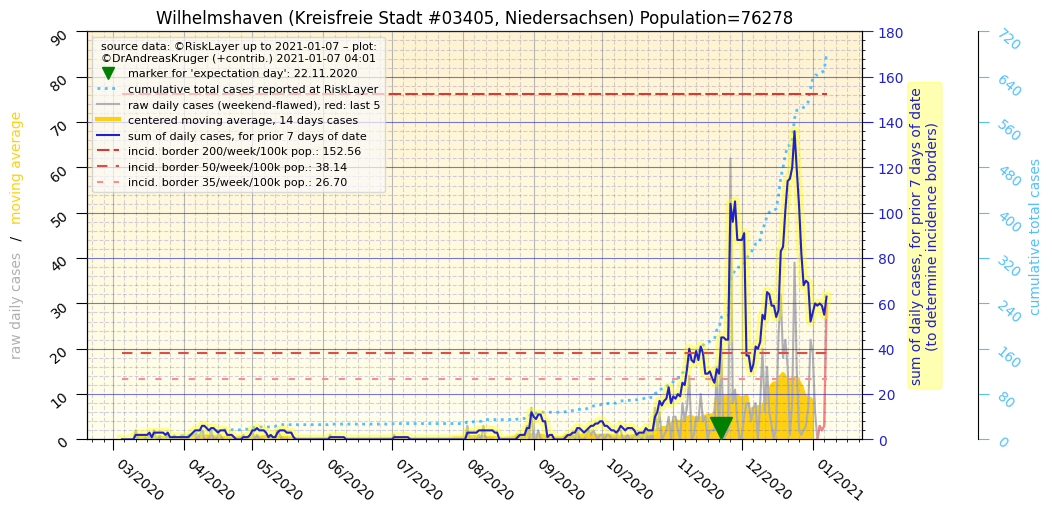 Wilhelmshaven (Kreisfreie Stadt #03405, Niedersachsen) Population=76278
source data: ©RiskLayer up to 2021-01-07 – plot:
©DrAndreasKruger (+contrib.) 2021-01-07 04:01
marker for 'expectation day': 22.11.2020
cumulative total cases reported at RiskLayer
raw daily cases (weekend-flawed), red: last 5
centered moving average, 14 days cases
sum of daily cases, for prior 7 days of date
incid. border 200/week/100k pop.: 152.56
incid. border 50/week/100k pop.: 38.14
incid. border 35/week/100k pop.: 26.70
raw daily cases / moving average
90
80
70
60
50
40
30
20
10
0
180
160
140
120
100
80
60
40
20
0
sum of daily cases, for prior 7 days of date
(to determine incidence borders)
720
640
560
480
400
320
240
160
80
0
cumulative total cases
03/2020
04/2020
05/2020
06/2020
07/2020
08/2020
09/2020
10/2020
11/2020
12/2020
01/2021